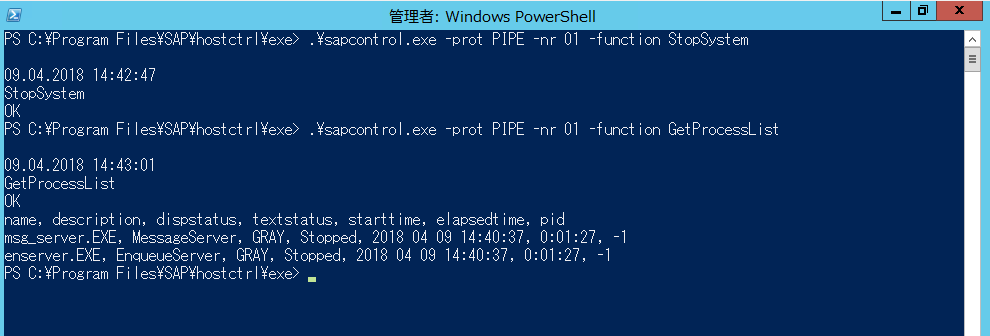 管理者: Windows PowerShell
PS C:¥Program Files¥SAP¥hostctrl¥exe> .¥sapcontrol.exe -prot PIPE -nr 01 -function StopSystem
09.04.2018 14:42:47
StopSystem
OK
PS C:¥Program Files¥SAP¥hostctrl¥exe> .¥sapcontrol.exe -prot PIPE -nr 01 -function GetProcessList
09.04.2018 14:43:01
GetProcessList
OK
name, description, dispstatus, textstatus, starttime, elapsedtime, pid
msg_server.EXE, MessageServer, GRAY, Stopped, 2018 04 09 14:40:37, 0:01:27, -1
enserver.EXE, EnqueueServer, GRAY, Stopped, 2018 04 09 14:40:37, 0:01:27, -1
PS C:¥Program Files¥SAP¥hostctrl¥exe>